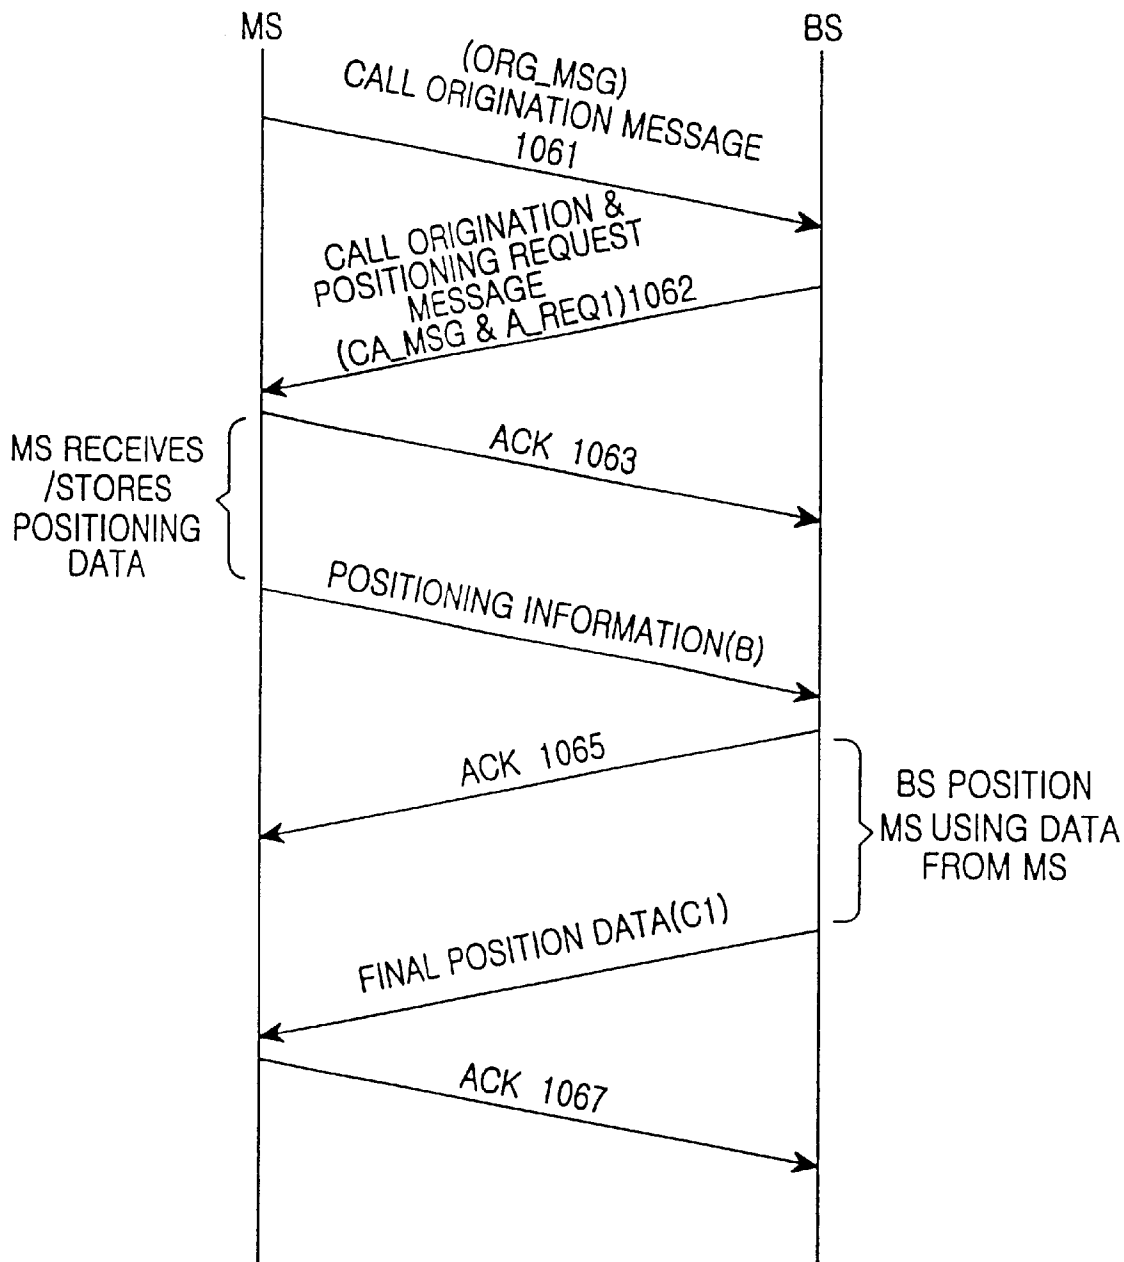 MS
BS
(ORG_MSG)
CALL ORIGINATION MESSAGE
1061
CALL ORIGINATION &
POSITIONING REQUEST
MESSAGE
(CA_MSG & A_REQ1)1062
MS RECEIVES
/STORES
POSITIONING
DATA
ACK 1063
POSITIONING INFORMATION(B)
ACK 1065
BS POSITION
MS USING DATA
FROM MS
FINAL POSITION DATA(C1)
ACK 1067